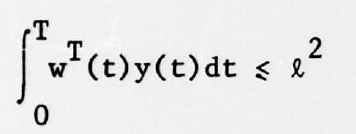 ∫₀ᵀ wᵀ(t)y(t)dt ⩽ ℓ²